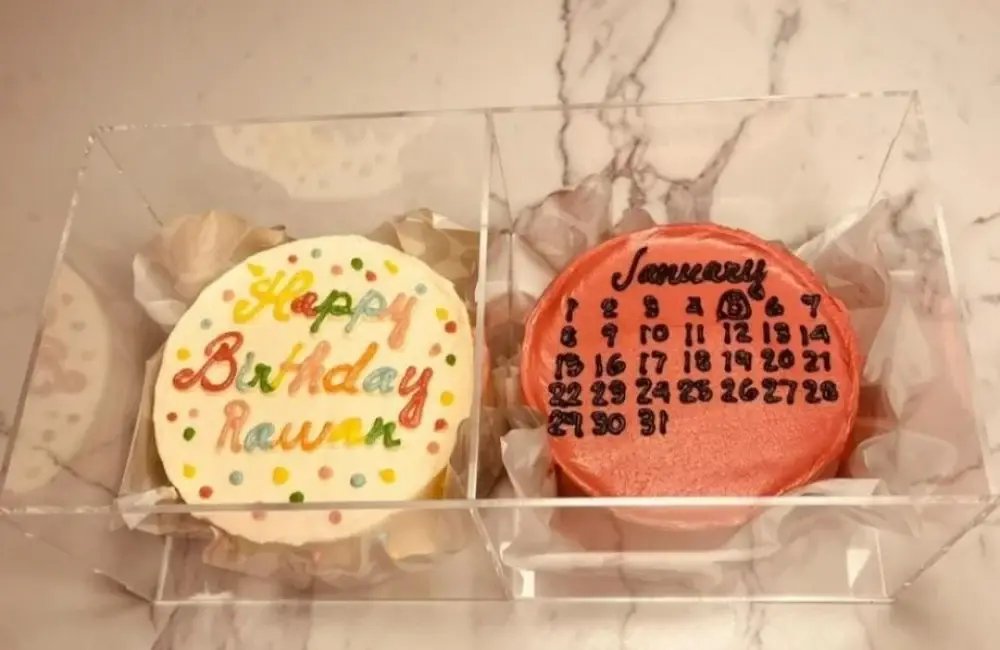 Happy
Birthday
Rawan
January
1 2 3 4 5 6 7
8 9 10 11 12 13 14
15 16 17 18 19 20 21
22 23 24 25 26 27 28
29 30 31